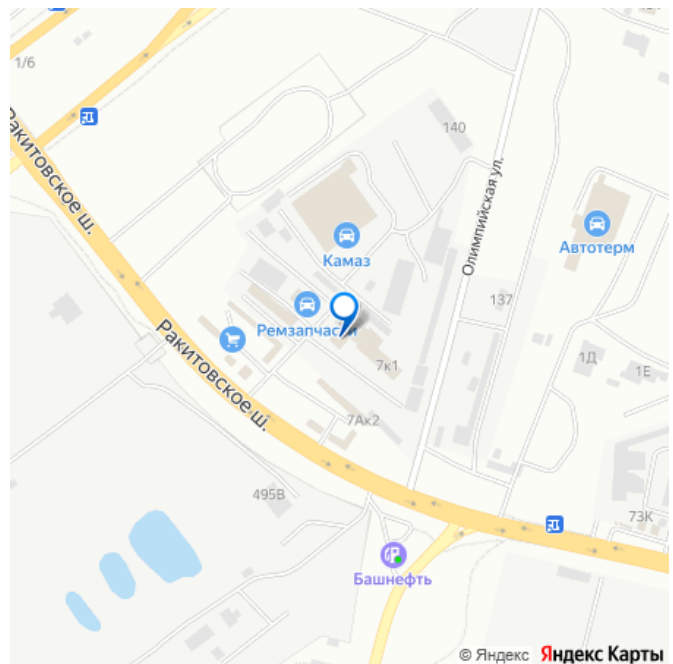 1/6
Ракитовское ш.
140
Олимпийская ул.
Камаз
Автотерм
137
Ремзапчасти
Ракитовское ш.
7к1
1Д
1Е
7Ак2
495В
73К
Башнефть
© Яндекс Яндекс Карты